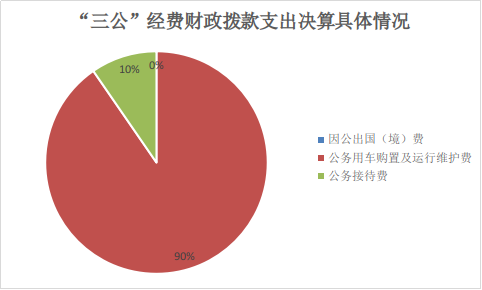 “三公”经费财政拨款支出决算具体情况
10%
0%
因公出国（境）费
公务用车购置及运行维护费
公务接待费
90%